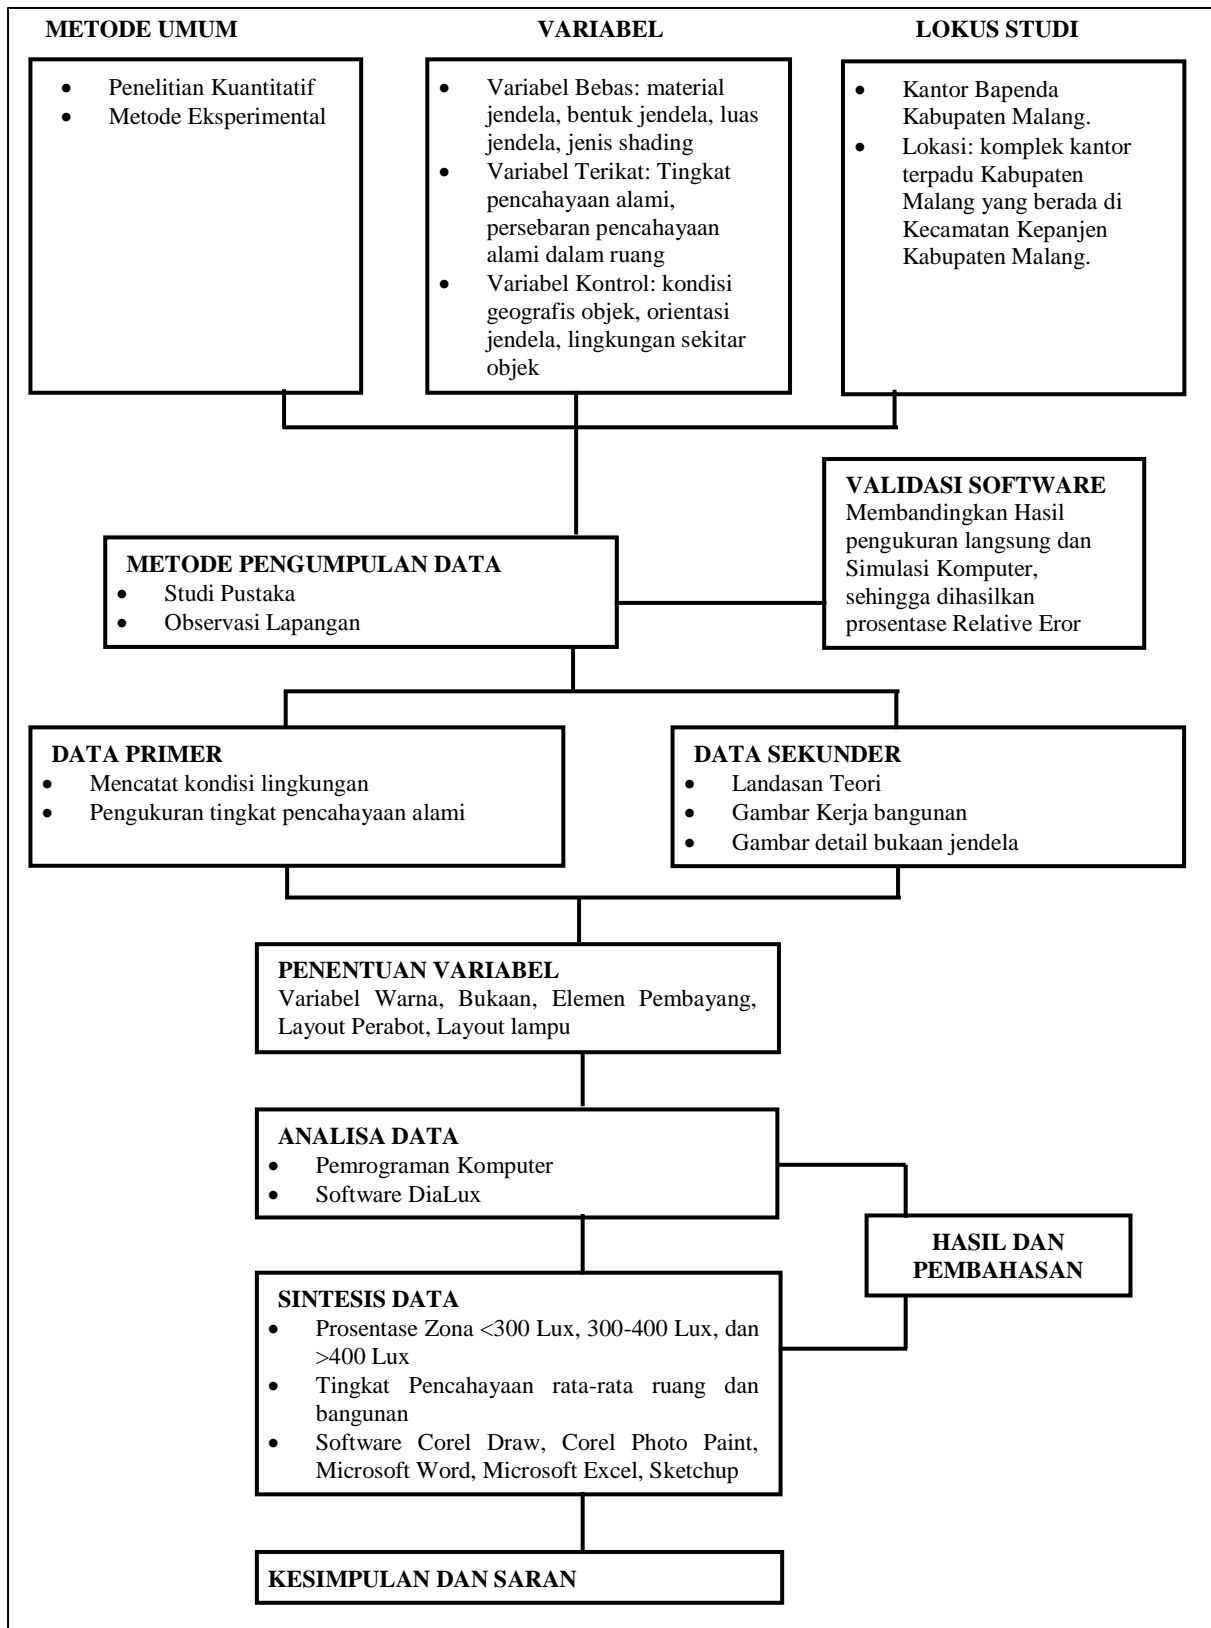 METODE UMUM
• Penelitian Kuantitatif
• Metode Eksperimental
VARIABEL
• Variabel Bebas: material
jendela, bentuk jendela, luas
jendela, jenis shading
• Variabel Terikat: Tingkat
pencahayaan alami,
persebaran pencahayaan
alami dalam ruang
• Variabel Kontrol: kondisi
geografis objek, orientasi
jendela, lingkungan sekitar
objek
LOKUS STUDI
• Kantor Bapenda
Kabupaten Malang.
• Lokasi: komplek kantor
terpadu Kabupaten
Malang yang berada di
Kecamatan Kepanjen
Kabupaten Malang.
VALIDASI SOFTWARE
Membandingkan Hasil
pengukuran langsung dan
Simulasi Komputer,
sehingga dihasilkan
prosentase Relative Eror
METODE PENGUMPULAN DATA
• Studi Pustaka
• Observasi Lapangan
DATA PRIMER
• Mencatat kondisi lingkungan
• Pengukuran tingkat pencahayaan alami
DATA SEKUNDER
• Landasan Teori
• Gambar Kerja bangunan
• Gambar detail bukaan jendela
PENENTUAN VARIABEL
Variabel Warna, Bukaan, Elemen Pembayang,
Layout Perabot, Layout lampu
ANALISA DATA
• Pemrograman Komputer
• Software DiaLux
HASIL DAN
PEMBAHASAN
SINTESIS DATA
• Prosentase Zona <300 Lux, 300-400 Lux, dan
>400 Lux
• Tingkat Pencahayaan rata-rata ruang dan
bangunan
• Software Corel Draw, Corel Photo Paint,
Microsoft Word, Microsoft Excel, Sketchup
KESIMPULAN DAN SARAN